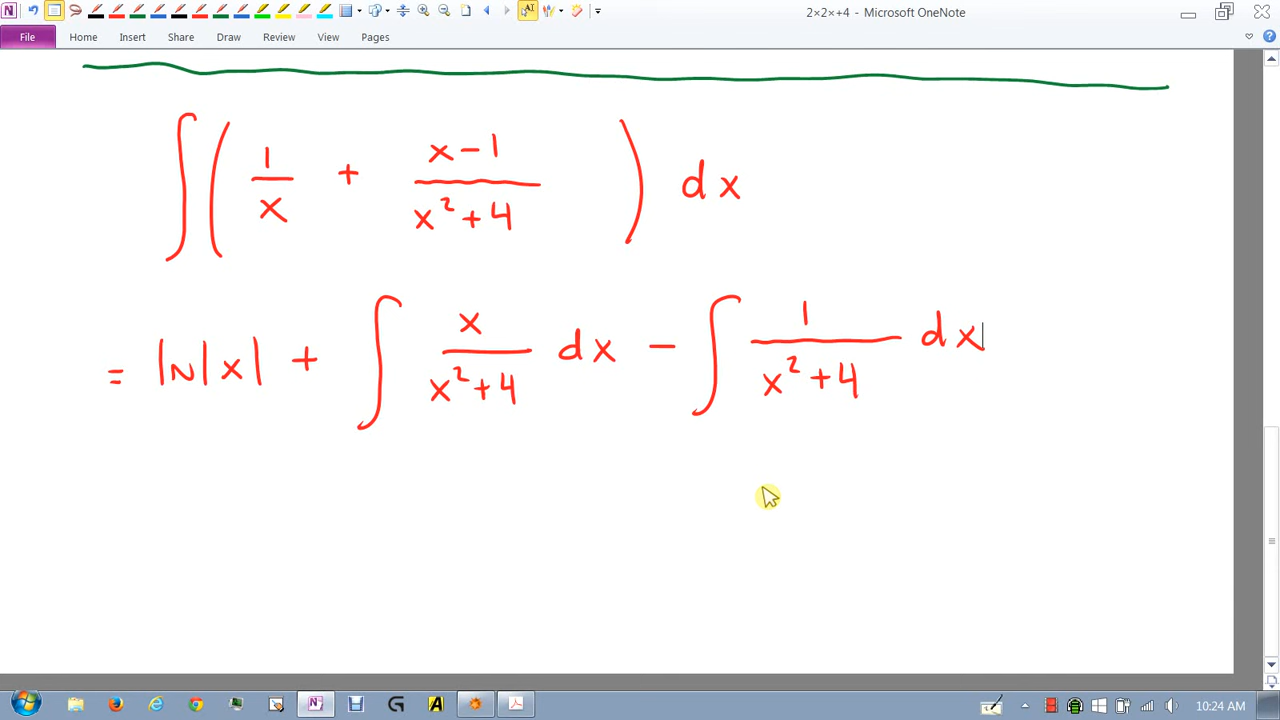 2×2×+4 - Microsoft OneNote
File Home Insert Share Draw Review View Pages
∫ ( 1/x + (x-1)/(x²+4) ) dx
= ln|x| + ∫ x/(x²+4) dx - ∫ 1/(x²+4) dx
10:24 AM